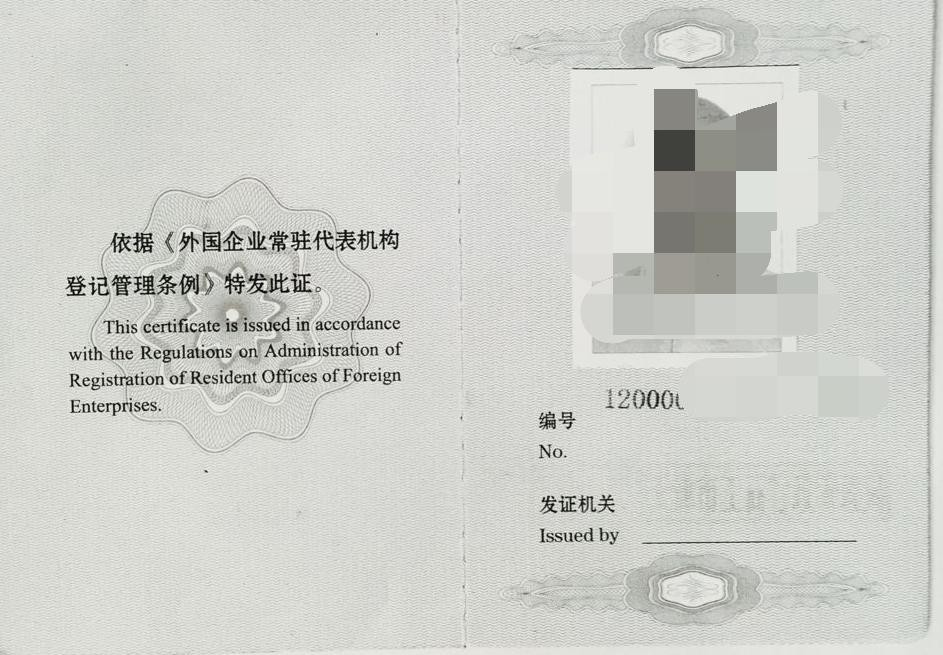 依据《外国企业常驻代表机构
登记管理条例》特发此证。
This certificate is issued in accordance
with the Regulations on Administration of
Registration of Resident Offices of Foreign
Enterprises.
12000
编号
No.
发证机关
Issued by